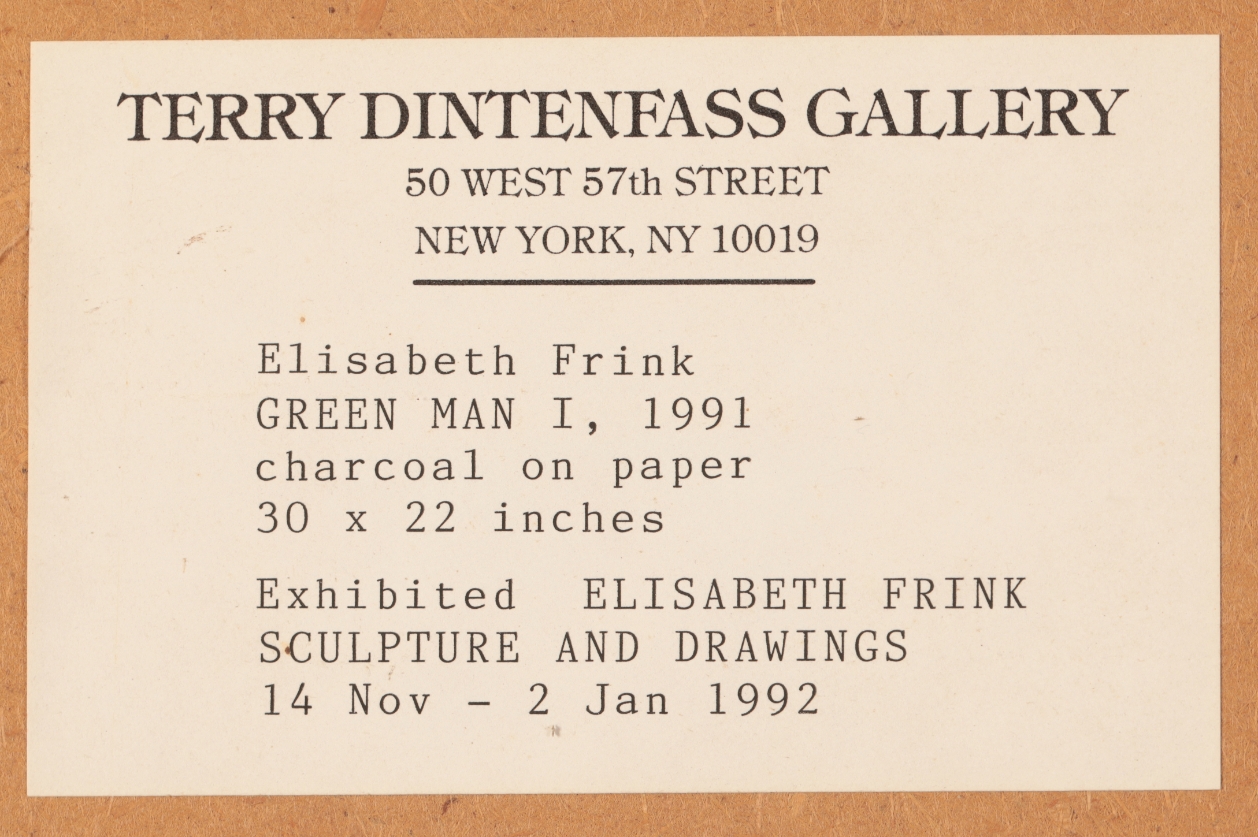 TERRY DINTENFASS GALLERY
50 WEST 57th STREET
NEW YORK, NY 10019
Elisabeth Frink
GREEN MAN I, 1991
charcoal on paper
30 x 22 inches
Exhibited ELISABETH FRINK
SCULPTURE AND DRAWINGS
14 Nov - 2 Jan 1992